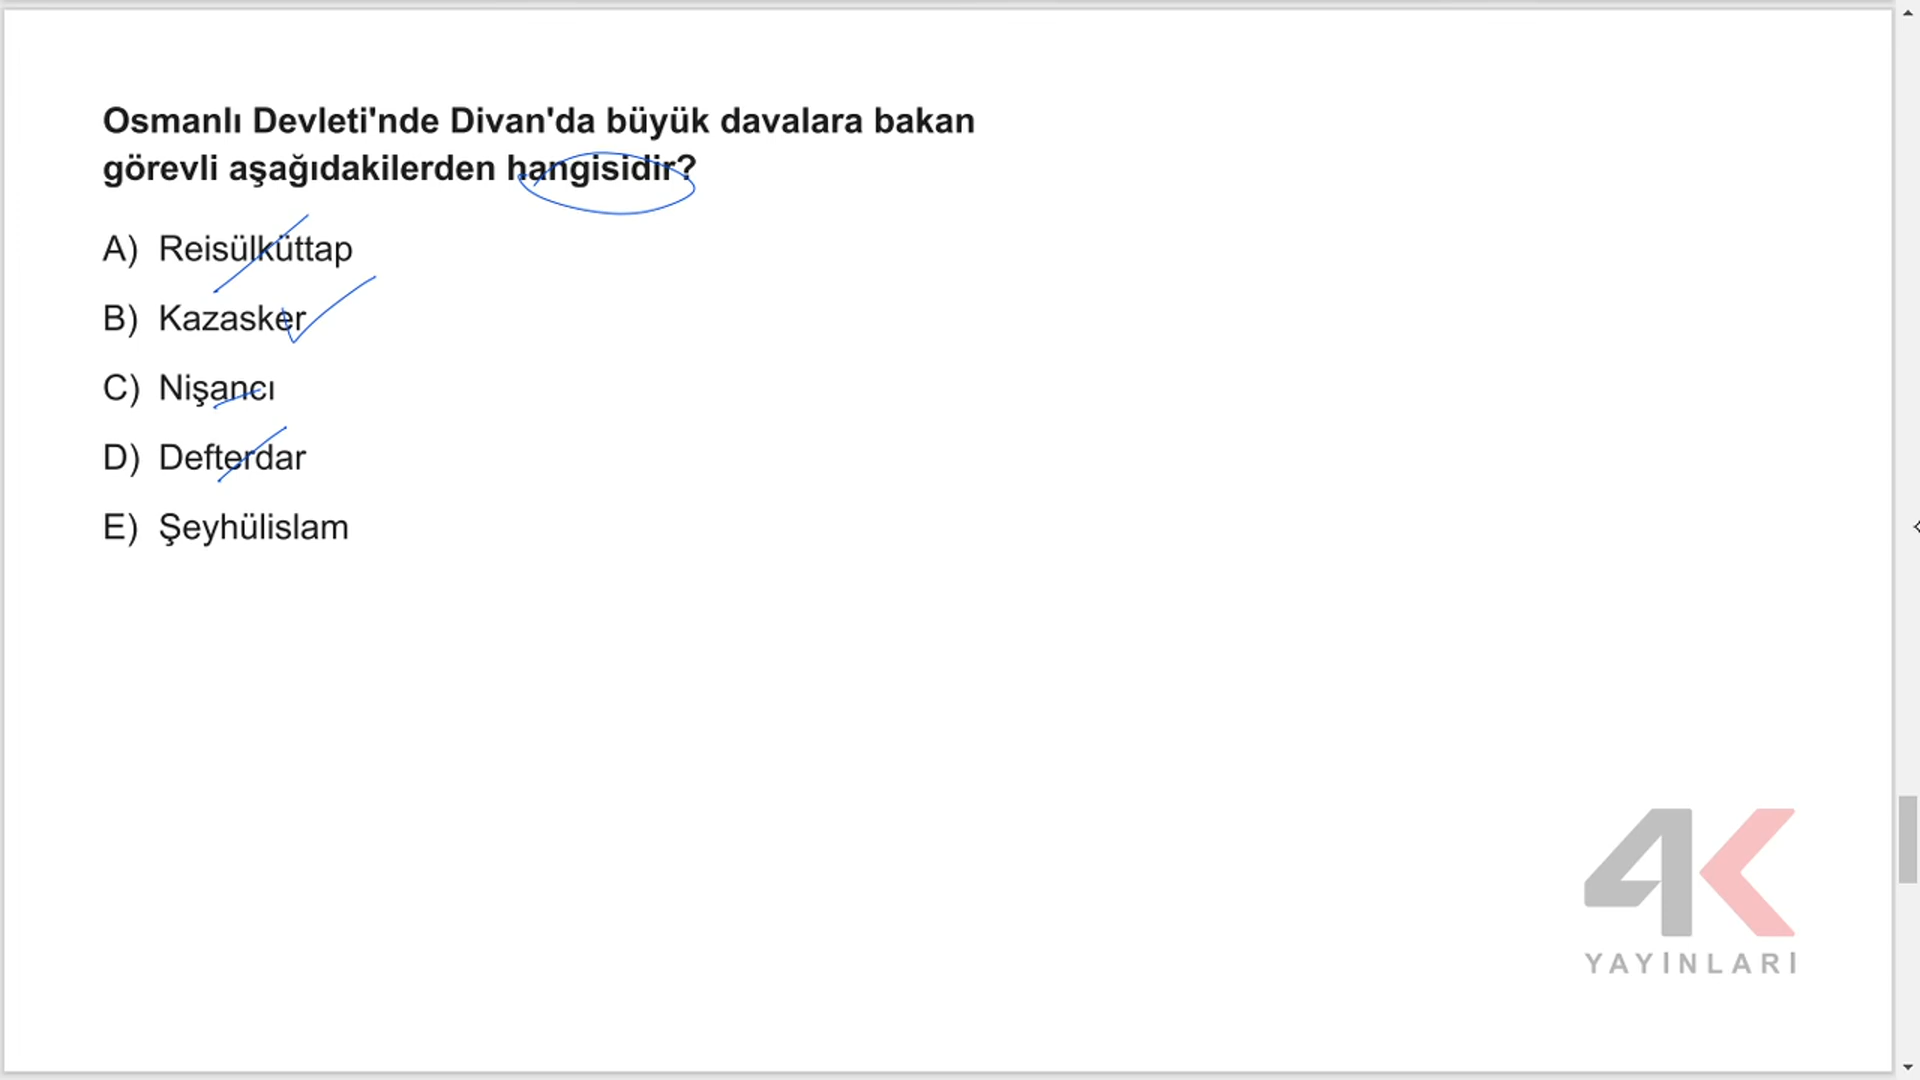 Osmanlı Devleti'nde Divan'da büyük davalara bakan
görevli aşağıdakilerden hangisidir?
A) Reisülküttap
B) Kazasker
C) Nişancı
D) Defterdar
E) Şeyhülislam
4K
YAYINLARI